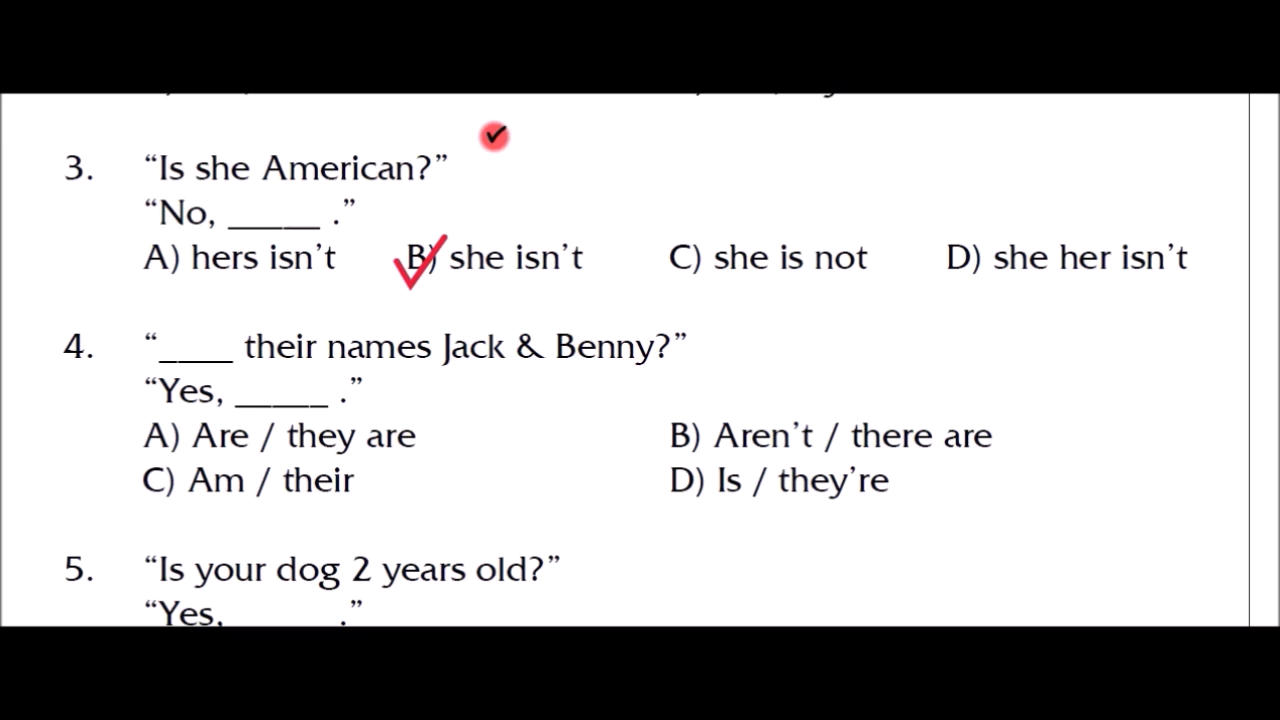 3. “Is she American?”
“No, _____ .”
A) hers isn’t B) she isn’t C) she is not D) she her isn’t
4. “____ their names Jack & Benny?”
“Yes, _____ .”
A) Are / they are B) Aren’t / there are
C) Am / their D) Is / they’re
5. “Is your dog 2 years old?”
“Yes, .”